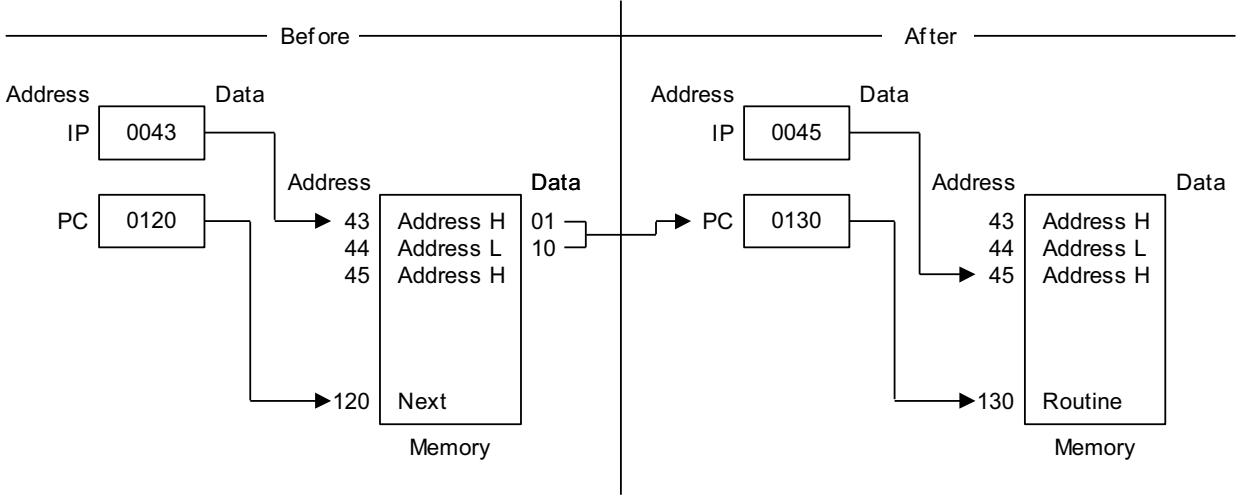 Before
After
Address
Data
IP
0043
PC
0120
Address
Data
43
Address H
01
44
Address L
10
45
Address H
120
Next
Memory
Address
Data
IP
0045
PC
0130
Address
Data
43
Address H
44
Address L
45
Address H
130
Routine
Memory